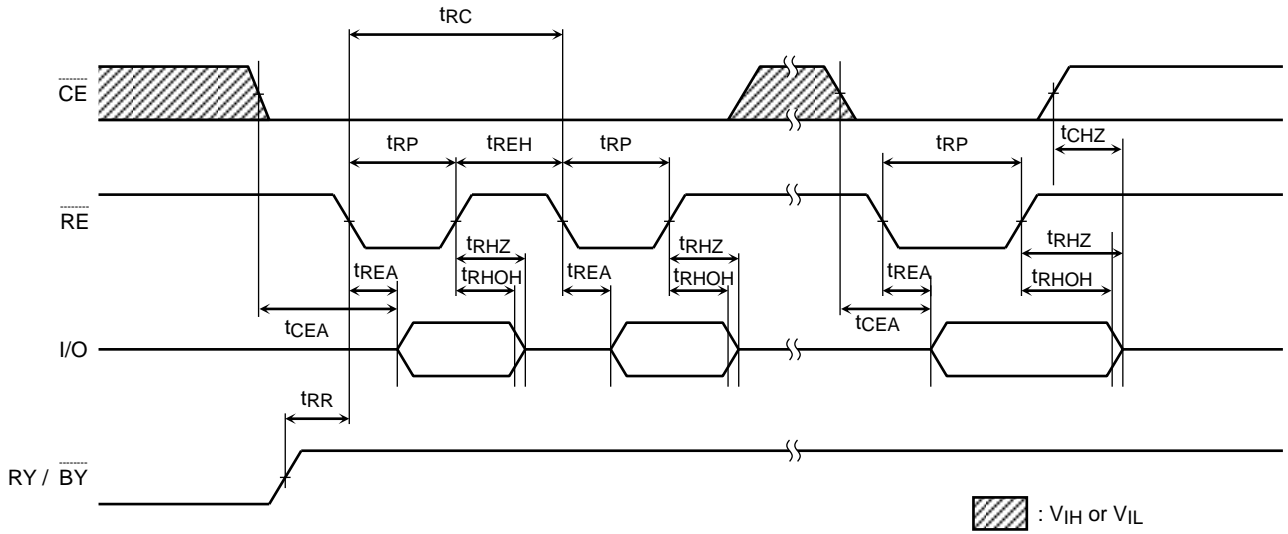 tRC
CE
tCHZ
tRP tREH tRP tRP
RE
tRHZ tRHZ tRHZ
tREA tREA tREA
tRHOH tRHOH tRHOH
tCEA tCEA
I/O
tRR
RY / BY
: VIH or VIL